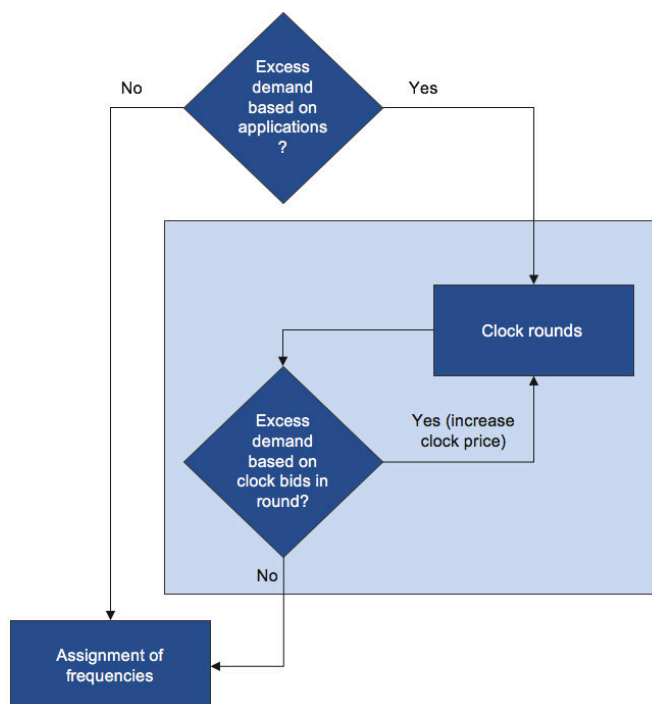 Excess
demand
based on
applications
?
No
Yes
Clock rounds
Excess
demand
based on
clock bids in
round?
Yes (increase
clock price)
No
Assignment of
frequencies